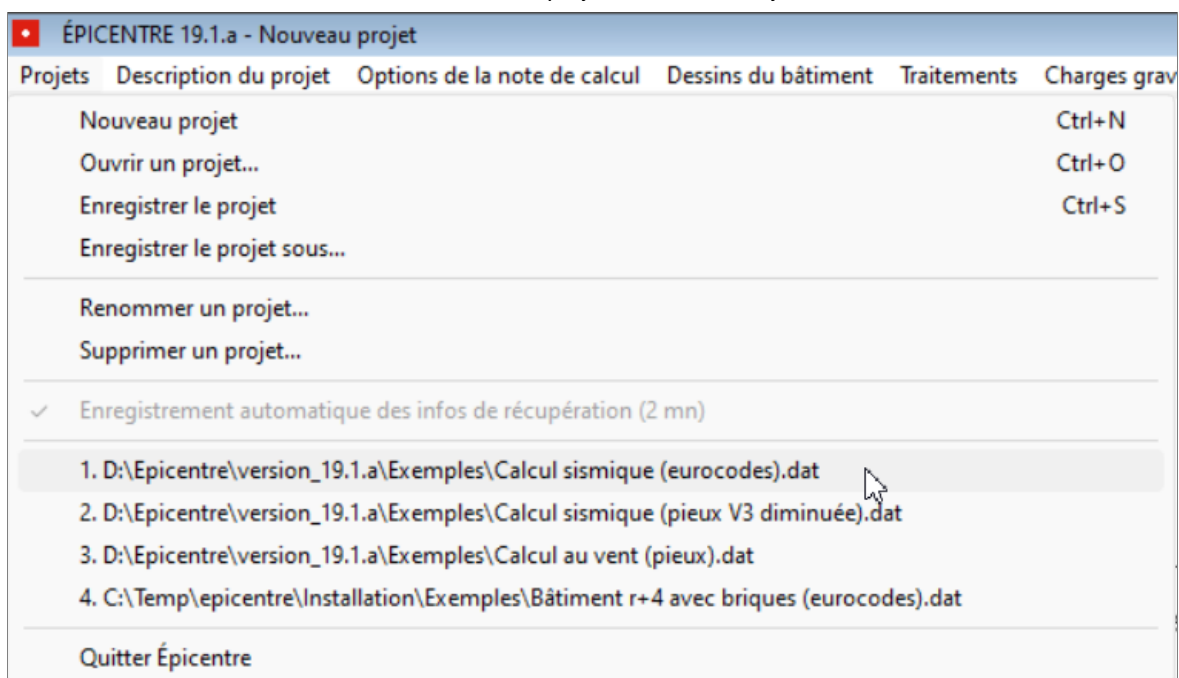 ÉPICENTRE 19.1.a - Nouveau projet
Projets Description du projet Options de la note de calcul Dessins du bâtiment Traitements Charges grav
Nouveau projet Ctrl+N
Ouvrir un projet... Ctrl+O
Enregistrer le projet Ctrl+S
Enregistrer le projet sous...
Renommer un projet...
Supprimer un projet...
Enregistrement automatique des infos de récupération (2 mn)
1. D:\Epicentre\version_19.1.a\Exemples\Calcul sismique (eurocodes).dat
2. D:\Epicentre\version_19.1.a\Exemples\Calcul sismique (pieux V3 diminuée).dat
3. D:\Epicentre\version_19.1.a\Exemples\Calcul au vent (pieux).dat
4. C:\Temp\epicentre\Installation\Exemples\Bâtiment r+4 avec briques (eurocodes).dat
Quitter Épicentre